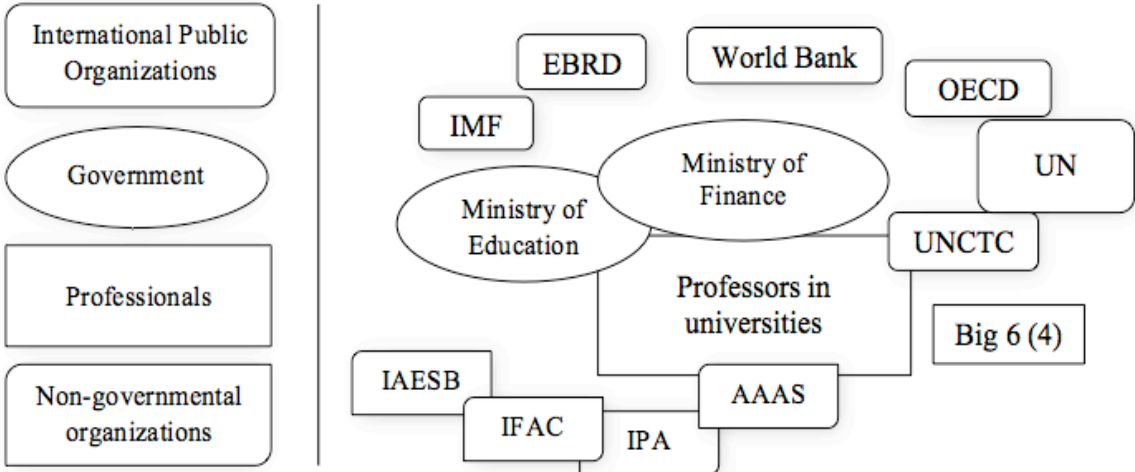 International Public
Organizations
Government
Professionals
Non-governmental
organizations
EBRD
World Bank
OECD
IMF
UN
Ministry of
Finance
Ministry of
Education
UNCTC
Professors in
universities
Big 6 (4)
IAESB
AAAS
IFAC
IPA